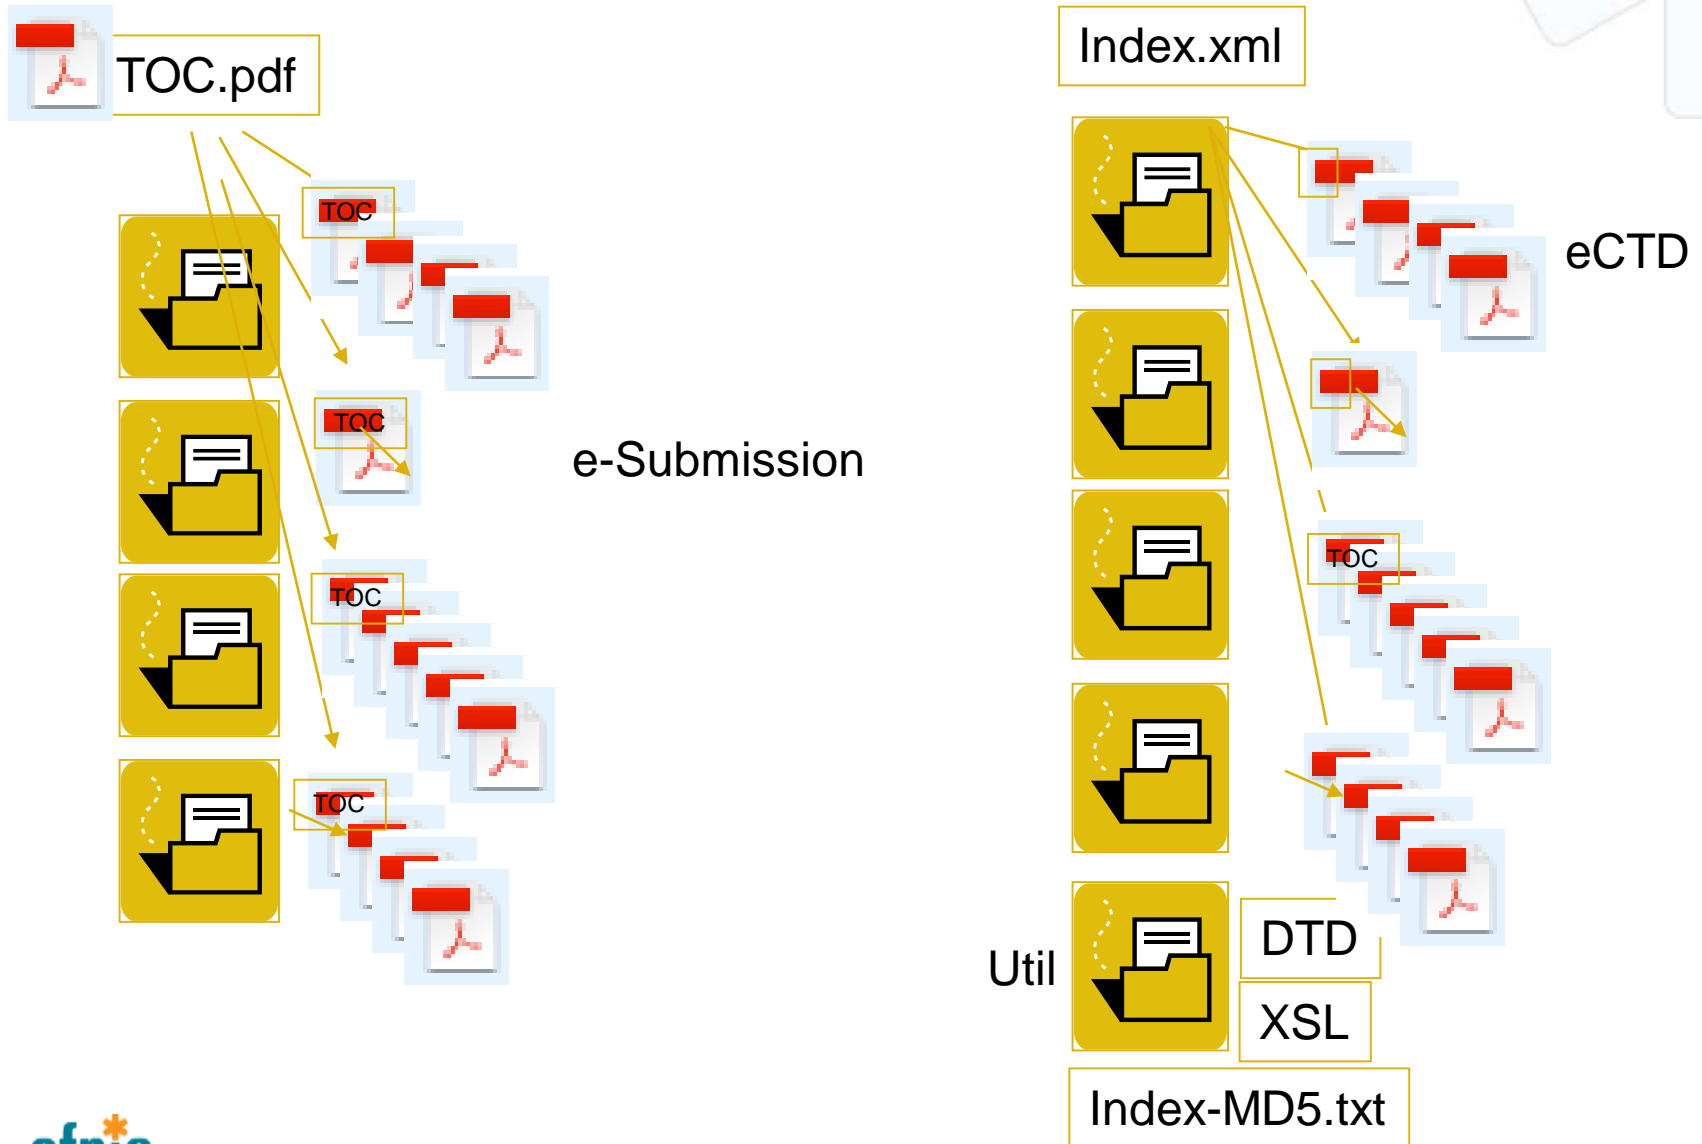 TOC.pdf
TOC
TOC
e-Submission
TOC
TOC
Index.xml
eCTD
TOC
Util
DTD
XSL
Index-MD5.txt